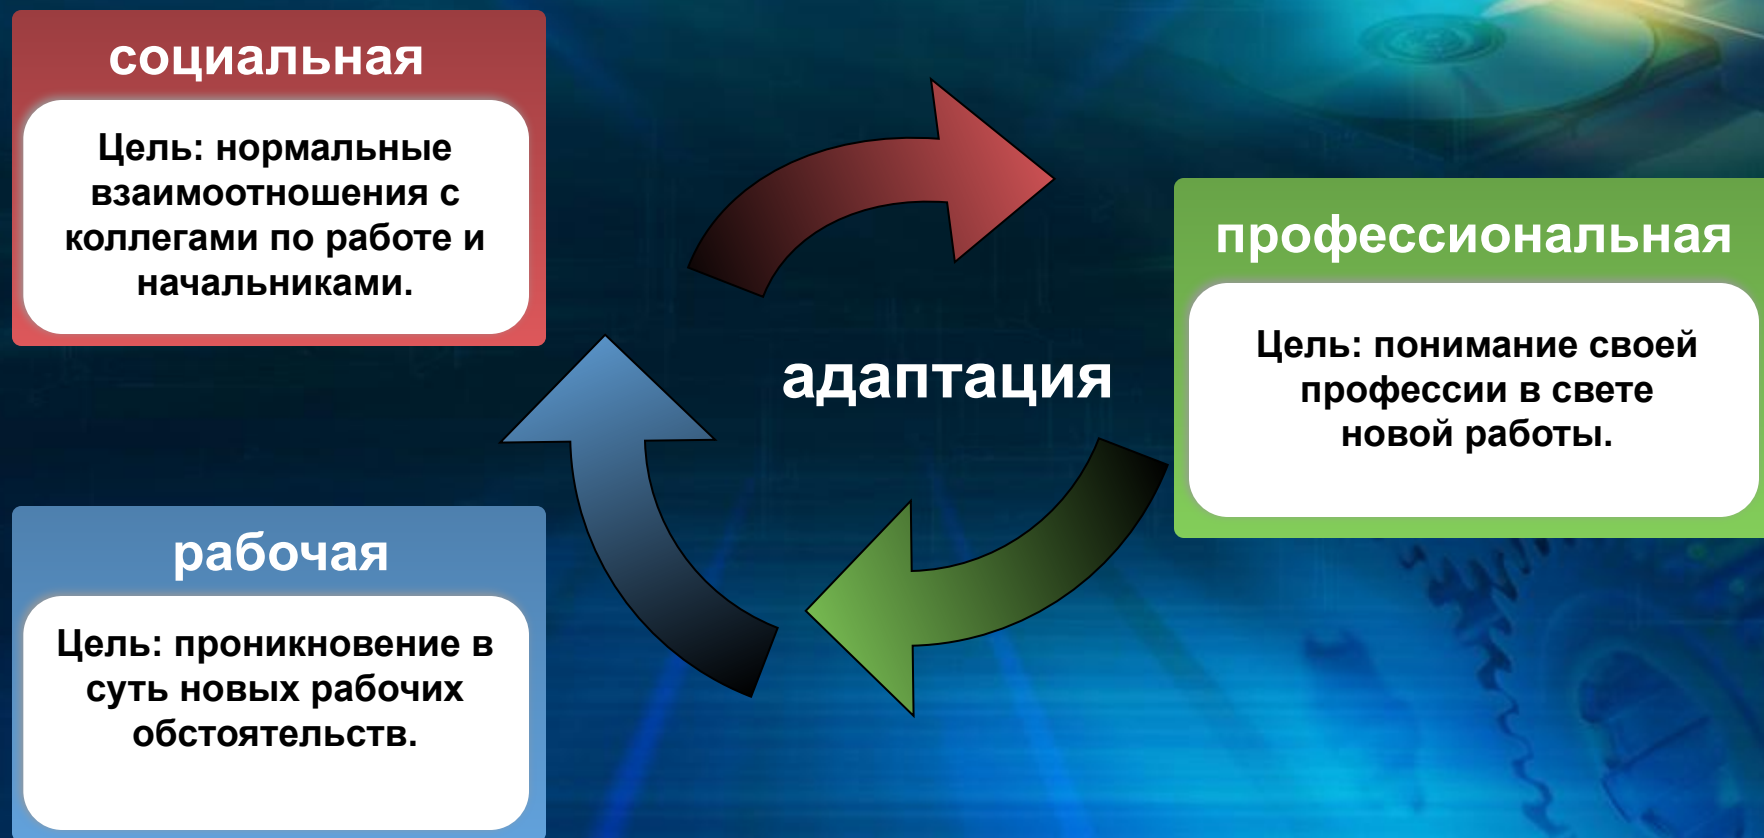 социальная
Цель: нормальные
взаимоотношения с
коллегами по работе и
начальниками.
адаптация
профессиональная
Цель: понимание своей
профессии в свете
новой работы.
рабочая
Цель: проникновение в
суть новых рабочих
обстоятельств.